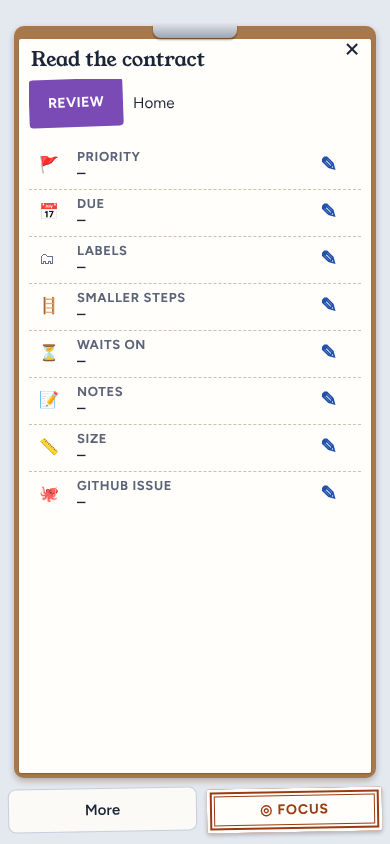 Read the contract
✕
REVIEW
Home
PRIORITY
–
DUE
–
LABELS
–
SMALLER STEPS
–
WAITS ON
–
NOTES
–
SIZE
–
GITHUB ISSUE
–
More
◎ FOCUS